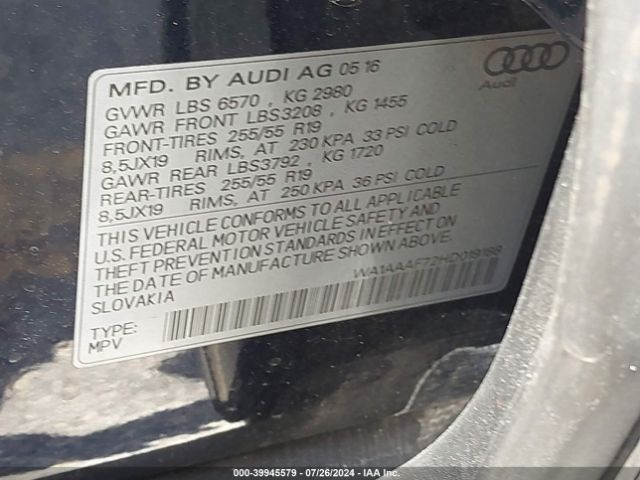 MFD. BY AUDI AG 05 16
GVWR LBS 6570 , KG 2980
GAWR FRONT LBS3208 , KG 1455
FRONT-TIRES 255/55 R19
8,5JX19 RIMS, AT 230 KPA 33 PSI COLD
GAWR REAR LBS3792 , KG 1720
REAR-TIRES 255/55 R19
8,5JX19 RIMS, AT 250 KPA 36 PSI COLD
THIS VEHICLE CONFORMS TO ALL APPLICABLE
U.S. FEDERAL MOTOR VEHICLE SAFETY AND
THEFT PREVENTION STANDARDS IN EFFECT ON
THE DATE OF MANUFACTURE SHOWN ABOVE.
SLOVAKIA
WA1AAAF72HD019188
TYPE:
MPV
Audi
000-39945579 / 07/26/2024 - IAA Inc.